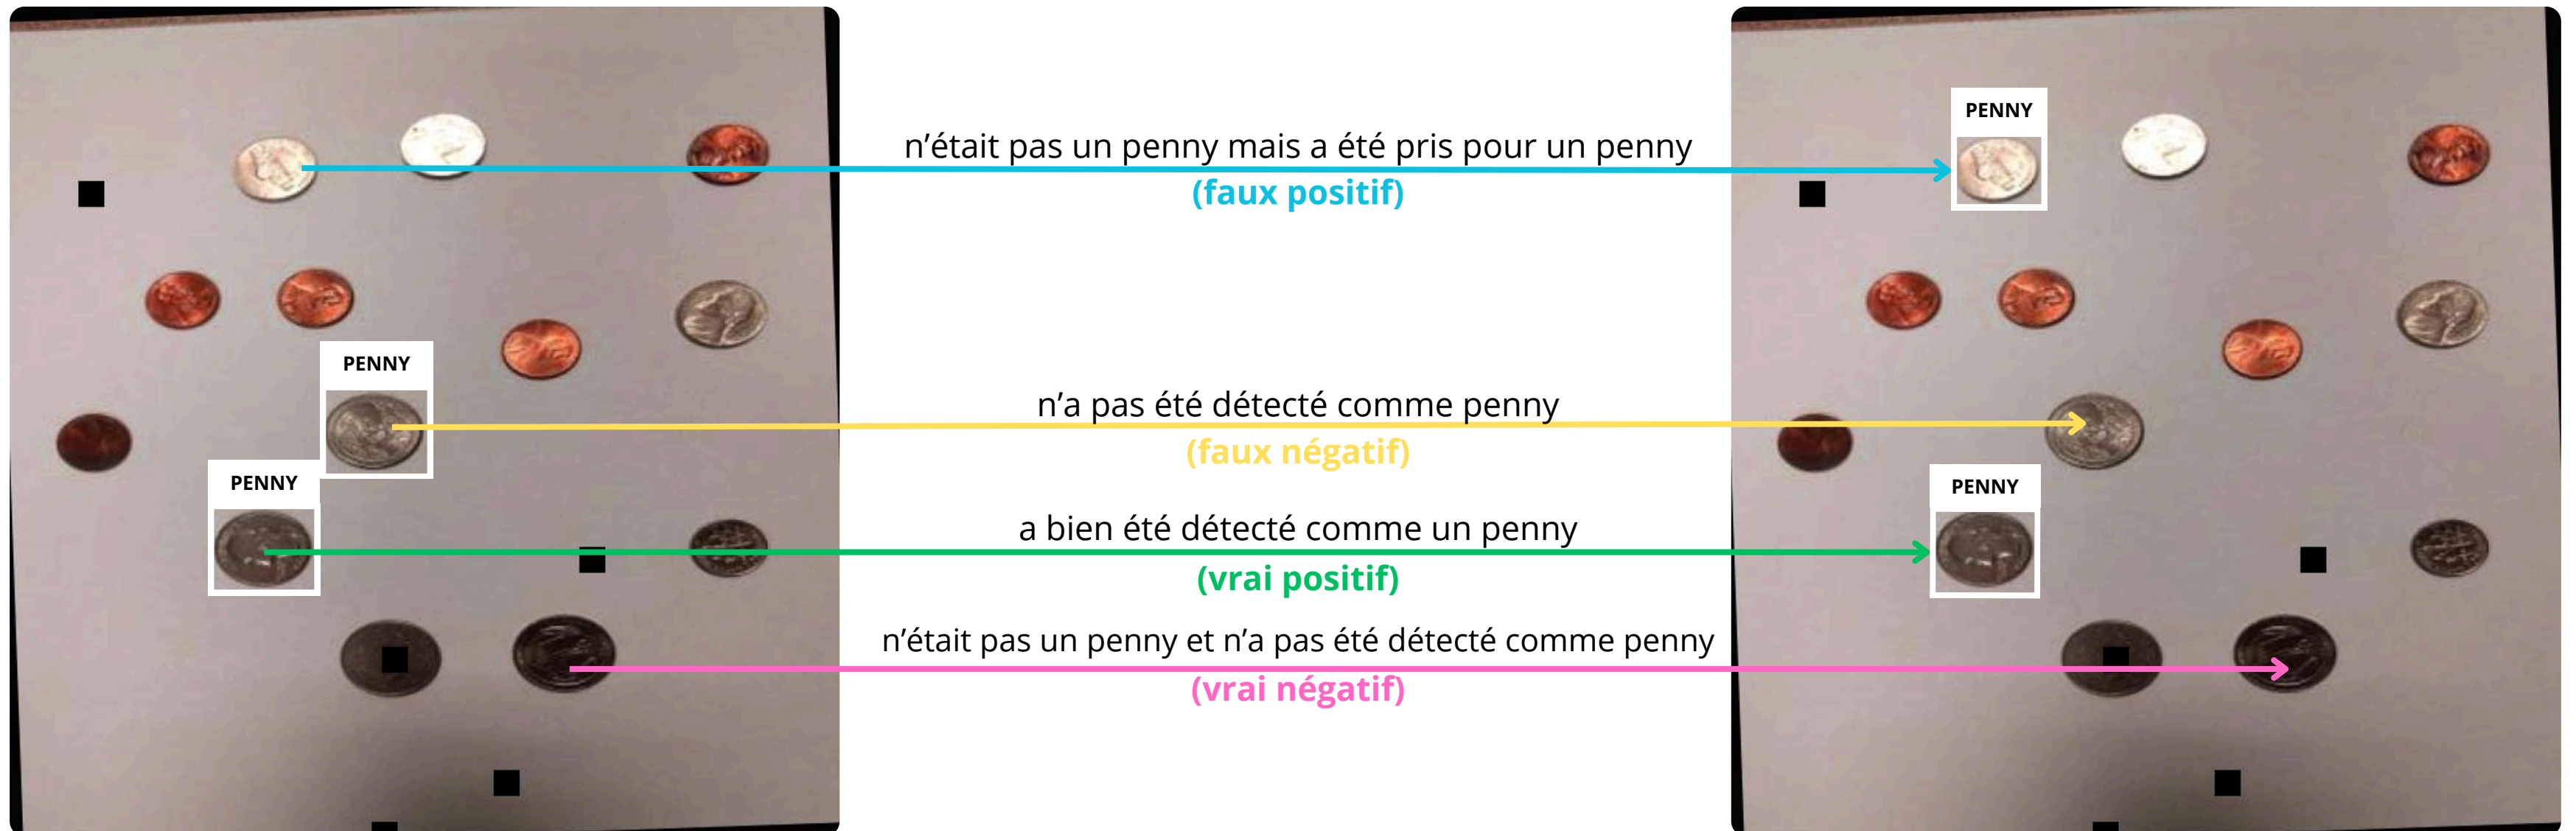 PENNY
n’était pas un penny mais a été pris pour un penny
(faux positif)
PENNY
n’a pas été détecté comme penny
(faux négatif)
PENNY
PENNY
a bien été détecté comme un penny
(vrai positif)
n’était pas un penny et n’a pas été détecté comme penny
(vrai négatif)